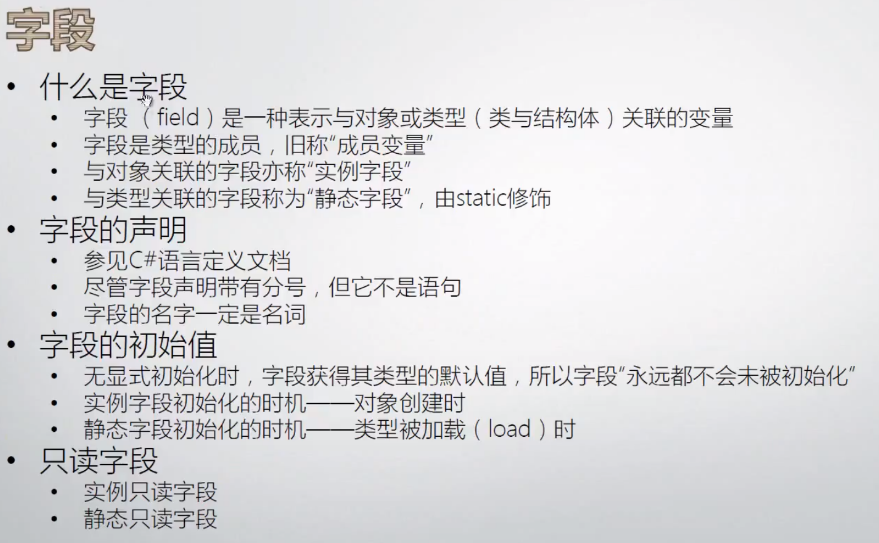 字段
• 什么是字段
• 字段（field）是一种表示与对象或类型（类与结构体）关联的变量
• 字段是类型的成员，旧称“成员变量”
• 与对象关联的字段亦称“实例字段”
• 与类型关联的字段称为“静态字段”，由static修饰
• 字段的声明
• 参见C#语言定义文档
• 尽管字段声明带有分号，但它不是语句
• 字段的名字一定是名词
• 字段的初始值
• 无显式初始化时，字段获得其类型的默认值，所以字段“永远都不会未被初始化”
• 实例字段初始化的时机——对象创建时
• 静态字段初始化的时机——类型被加载（load）时
• 只读字段
• 实例只读字段
• 静态只读字段